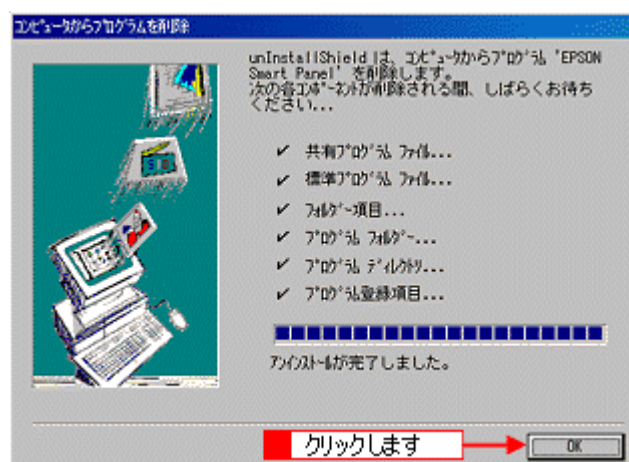 コンピュータからプログラムを削除
unInstallShield は、コンピュータからプログラム 'EPSON
Smart Panel' を削除します。
次の各コンポーネントが削除される間、しばらくお待ち
ください...
✔ 共有プログラム ファイル...
✔ 標準プログラム ファイル...
✔ フォルダー項目...
✔ プログラム フォルダー...
✔ プログラム ディレクトリ...
✔ プログラム登録項目...
アンインストールが完了しました。
クリックします
OK